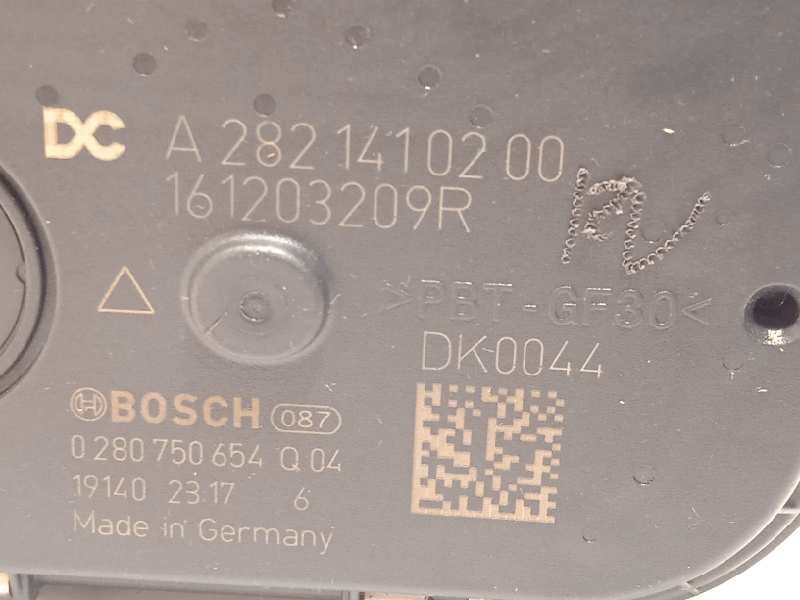 DC A 282 141 02 00
161203209R
RV
>PBT-GF30<
DK0044
BOSCH 087
0 280 750 654 Q 04
19140 23.17 6
Made in Germany